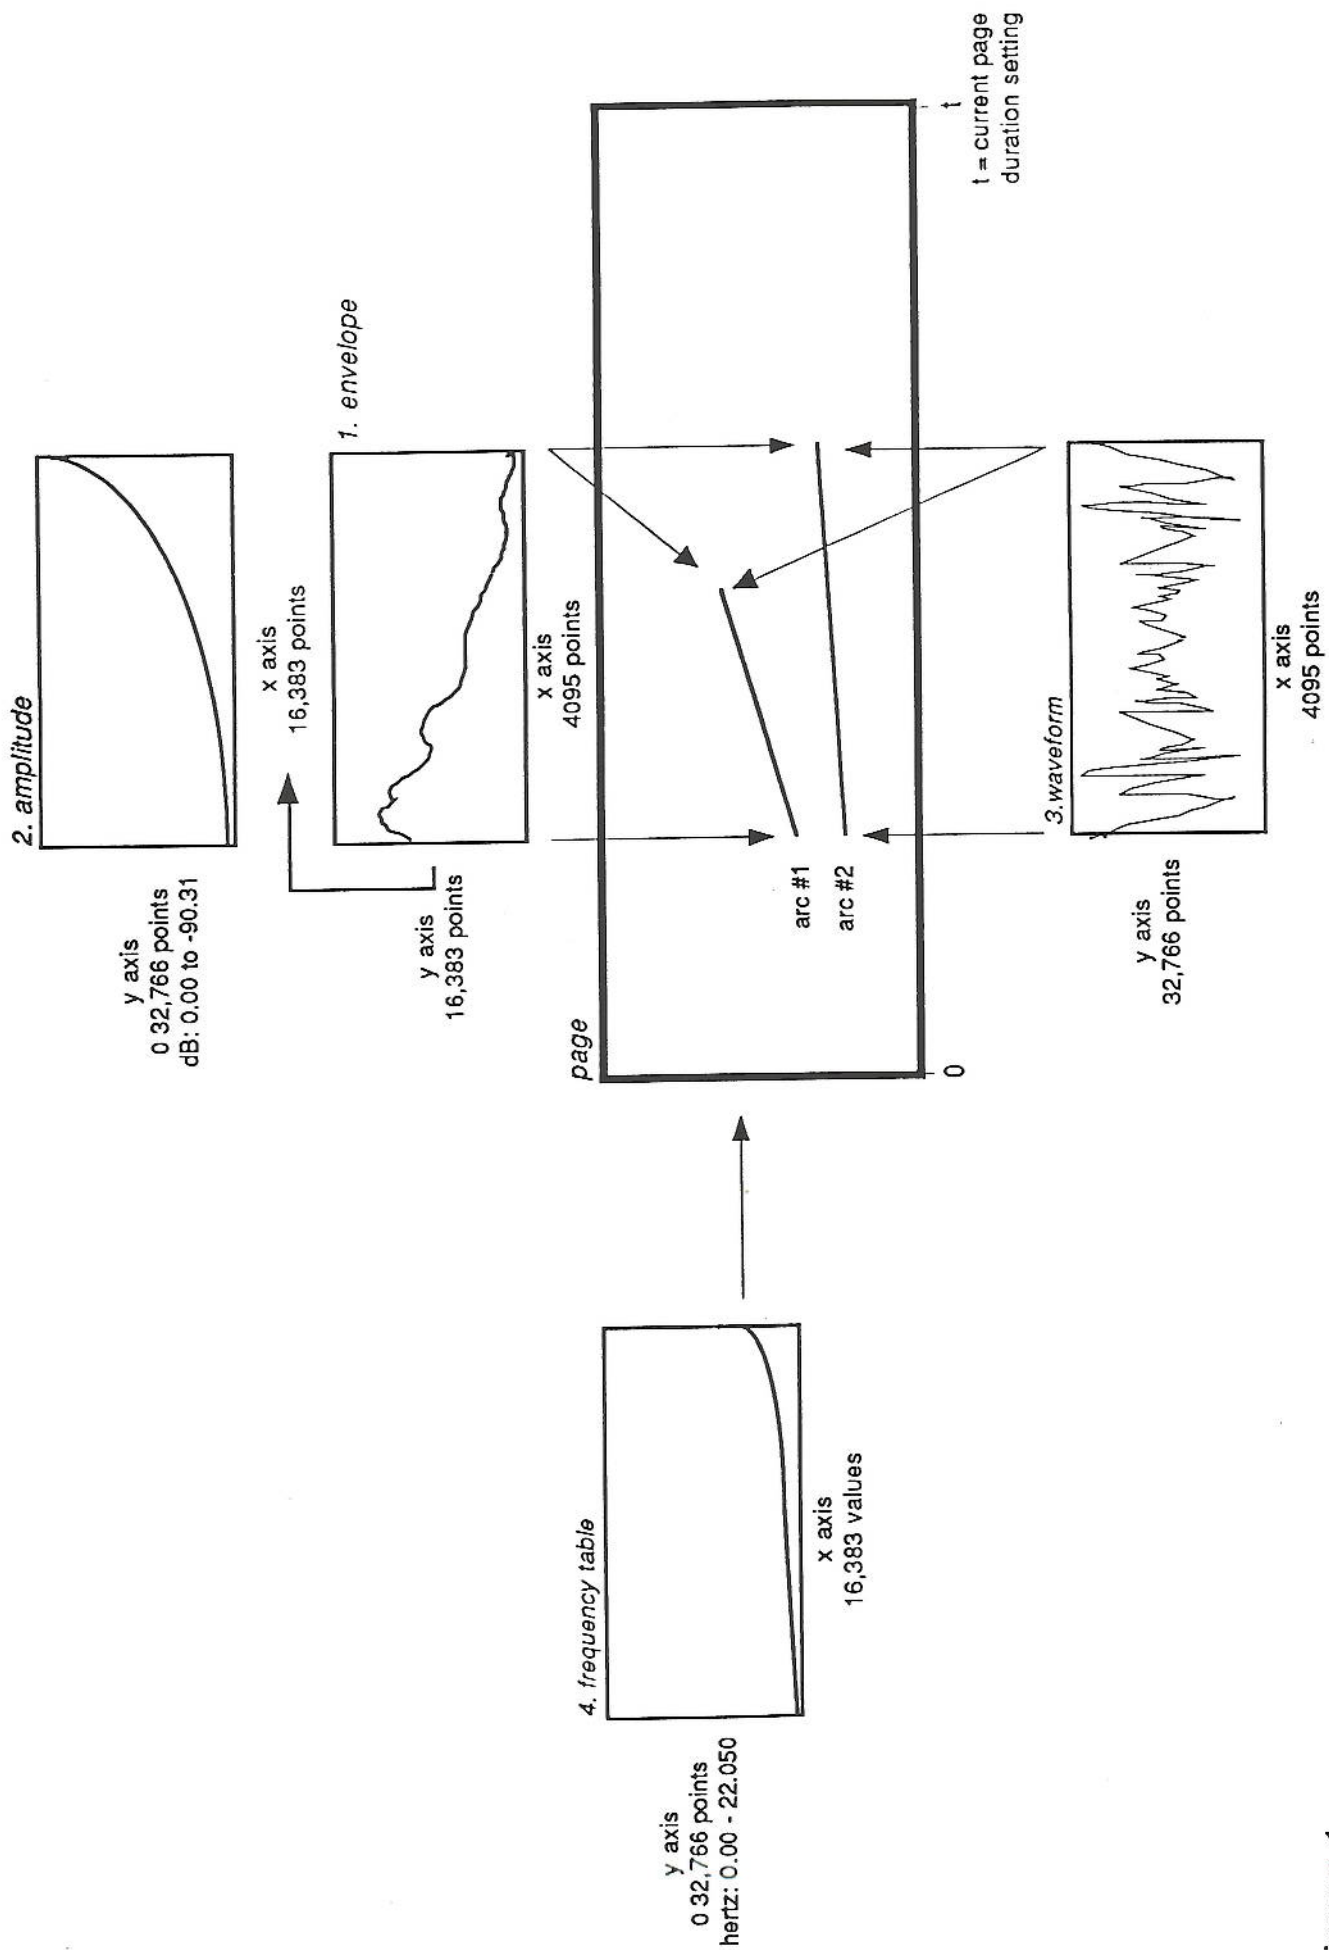 2. amplitude
y axis
0 32,766 points
dB: 0.00 to -90.31
x axis
16,383 points
1. envelope
y axis
16,383 points
x axis
4095 points
page
arc #1
arc #2
0
t
t = current page
duration setting
4. frequency table
y axis
0 32,766 points
hertz: 0.00 - 22.050
x axis
16,383 values
3.waveform
y axis
32,766 points
x axis
4095 points